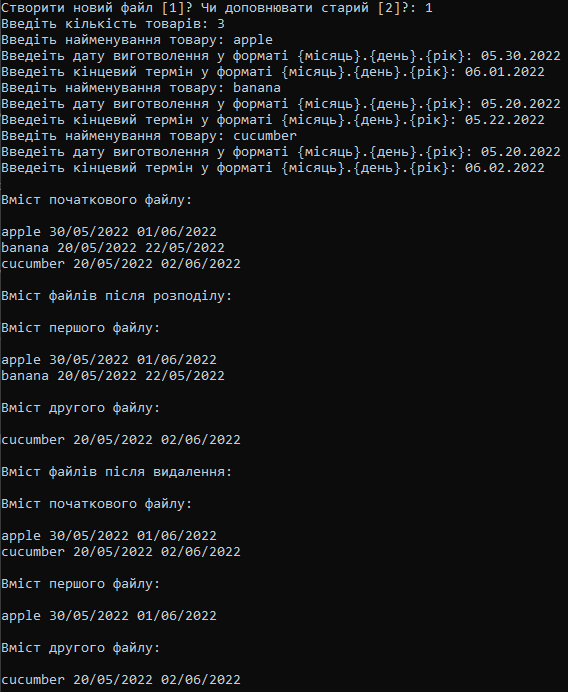 Створити новий файл [1]? Чи доповнювати старий [2]?: 1
Введіть кількість товарів: 3
Введіть найменування товару: apple
Введеіть дату виготволення у форматі {місяць}.{день}.{рік}: 05.30.2022
Введеіть кінцевий термін у форматі {місяць}.{день}.{рік}: 06.01.2022
Введіть найменування товару: banana
Введеіть дату виготволення у форматі {місяць}.{день}.{рік}: 05.20.2022
Введеіть кінцевий термін у форматі {місяць}.{день}.{рік}: 05.22.2022
Введіть найменування товару: cucumber
Введеіть дату виготволення у форматі {місяць}.{день}.{рік}: 05.20.2022
Введеіть кінцевий термін у форматі {місяць}.{день}.{рік}: 06.02.2022
Вміст початкового файлу:
apple 30/05/2022 01/06/2022
banana 20/05/2022 22/05/2022
cucumber 20/05/2022 02/06/2022
Вміст файлів після розподілу:
Вміст першого файлу:
apple 30/05/2022 01/06/2022
banana 20/05/2022 22/05/2022
Вміст другого файлу:
cucumber 20/05/2022 02/06/2022
Вміст файлів після видалення:
Вміст початкового файлу:
apple 30/05/2022 01/06/2022
cucumber 20/05/2022 02/06/2022
Вміст першого файлу:
apple 30/05/2022 01/06/2022
Вміст другого файлу:
cucumber 20/05/2022 02/06/2022